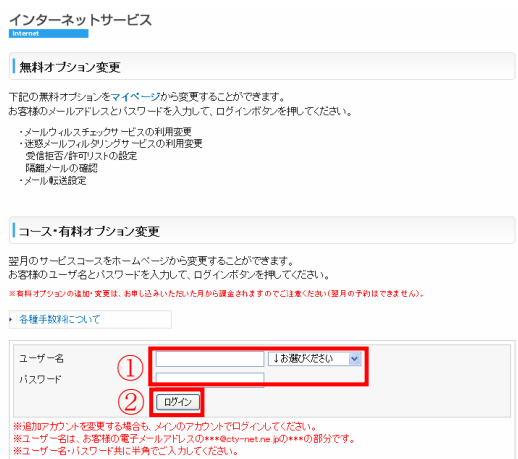 インターネットサービス
Internet
無料オプション変更
下記の無料オプションをマイページから変更することができます。
お客様のメールアドレスとパスワードを入力して、ログインボタンを押してください。
・メールウィルスチェックサービスの利用変更
・迷惑メールフィルタリングサービスの利用変更
受信拒否/許可リストの設定
隔離メールの確認
・メール転送設定
コース・有料オプション変更
翌月のサービスコースをホームページから変更することができます。
お客様のユーザ名とパスワードを入力して、ログインボタンを押してください。
※有料オプションの追加・変更は、お申し込みいただいた月から課金されますのでご注意ください(翌月の予約はできません)。
各種手数料について
ユーザー名 ① ↓お選びください
パスワード
② ログイン
※追加アカウントを変更する場合も、メインのアカウントでログインしてください。
※ユーザー名は、お客様の電子メールアドレスの***@cty-net.ne.jpの***の部分です。
※ユーザー名・パスワード共に半角でご入力してください。